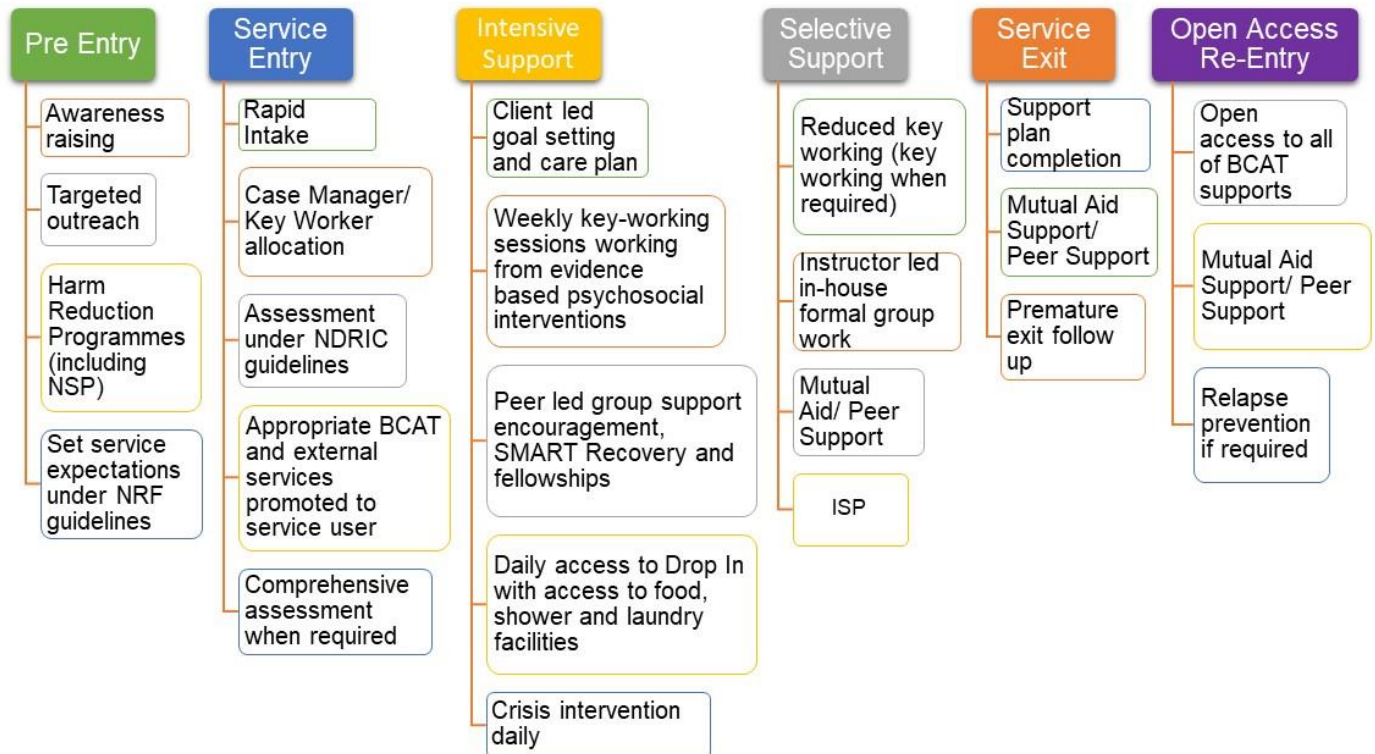 Pre Entry
Awareness
raising
Targeted
outreach
Harm
Reduction
Programmes
(including
NSP)
Set service
expectations
under NRF
guidelines
Service
Entry
Rapid
Intake
Case Manager/
Key Worker
allocation
Assessment
under NDRIC
guidelines
Appropriate BCAT
and external
services
promoted to
service user
Comprehensive
assessment
when required
Intensive
Support
Client led
goal setting
and care plan
Weekly key-working
sessions working
from evidence
based psychosocial
interventions
Peer led group support
encouragement,
SMART Recovery and
fellowships
Daily access to Drop In
with access to food,
shower and laundry
facilities
Crisis intervention
daily
Selective
Support
Reduced key
working (key
working when
required)
Instructor led
in-house
formal group
work
Mutual
Aid/ Peer
Support
ISP
Service
Exit
Support
plan
completion
Mutual Aid
Support/
Peer Support
Premature
exit follow
up
Open Access
Re-Entry
Open
access to all
of BCAT
supports
Mutual Aid
Support/ Peer
Support
Relapse
prevention
if required